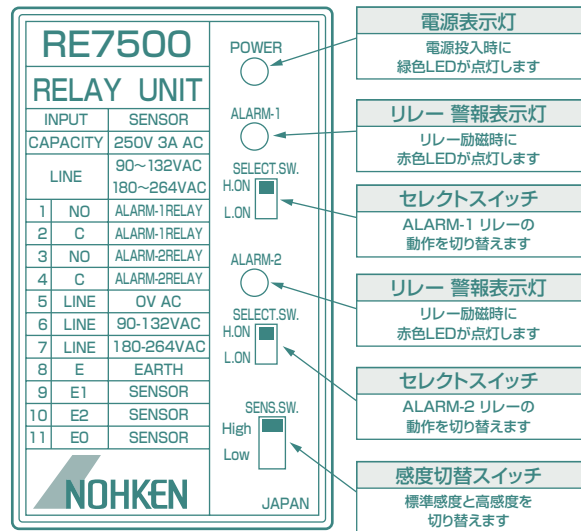 RE7500
RELAY UNIT
INPUT SENSOR
CAPACITY 250V 3A AC
LINE 90～132VAC
180～264VAC
1 NO ALARM-1RELAY
2 C ALARM-1RELAY
3 NO ALARM-2RELAY
4 C ALARM-2RELAY
5 LINE 0V AC
6 LINE 90-132VAC
7 LINE 180-264VAC
8 E EARTH
9 E1 SENSOR
10 E2 SENSOR
11 E0 SENSOR
NOHKEN
JAPAN
POWER
ALARM-1
SELECT.SW.
H.ON
L.ON
ALARM-2
SELECT.SW.
H.ON
L.ON
SENS.SW.
High
Low
電源表示灯
電源投入時に
緑色LEDが点灯します
リレー 警報表示灯
リレー励磁時に
赤色LEDが点灯します
セレクトスイッチ
ALARM-1 リレーの
動作を切り替えます
リレー 警報表示灯
リレー励磁時に
赤色LEDが点灯します
セレクトスイッチ
ALARM-2 リレーの
動作を切り替えます
感度切替スイッチ
標準感度と高感度を
切り替えます